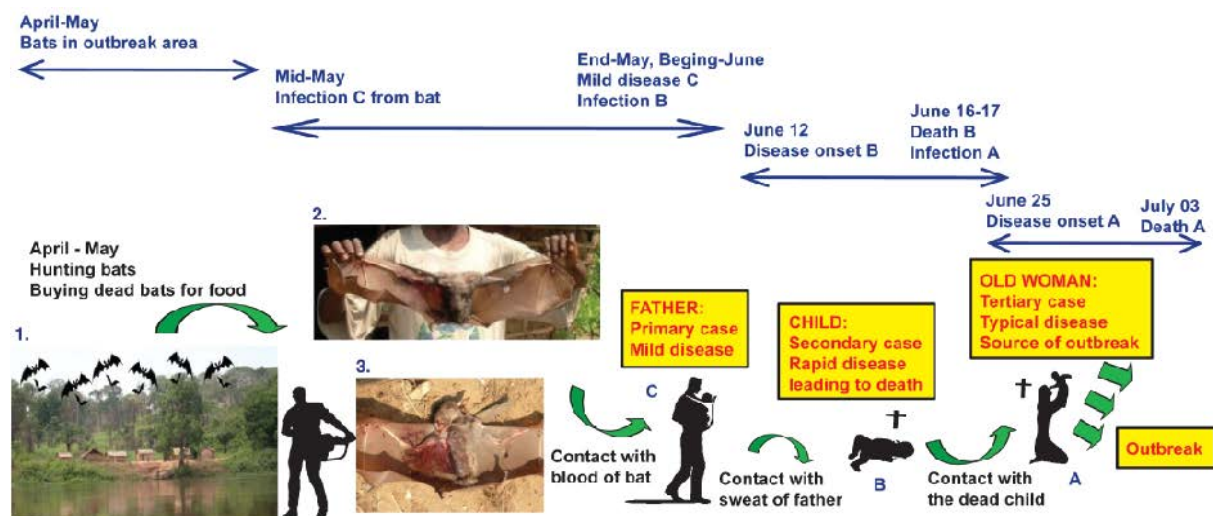 April-May
Bats in outbreak area
Mid-May
Infection C from bat
End-May, Beging-June
Mild disease C
Infection B
June 12
Disease onset B
June 16-17
Death B
Infection A
June 25
Disease onset A
July 03
Death A
April - May
Hunting bats
Buying dead bats for food
1.
2.
3.
Contact with
blood of bat
FATHER:
Primary case
Mild disease
C
Contact with
sweat of father
CHILD:
Secondary case
Rapid disease
leading to death
B
Contact with
the dead child
OLD WOMAN:
Tertiary case
Typical disease
Source of outbreak
A
Outbreak